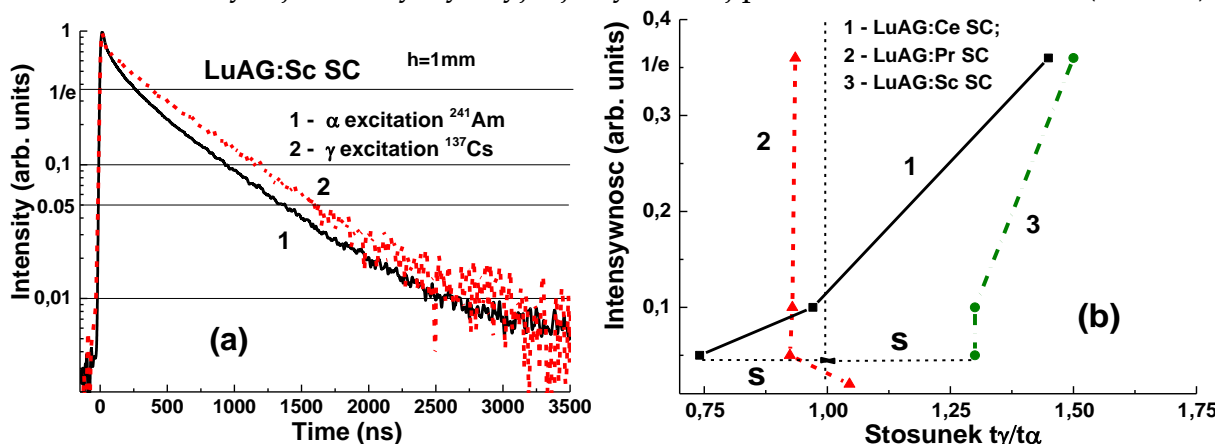 LuAG:Sc SC h=1mm
1 - α excitation ²⁴¹Am
2 - γ excitation ¹³⁷Cs
2
1
(a)
Intensity (arb. units)
1
1/e
0,1
0.05
0,01
0 500 1000 1500 2000 2500 3000 3500
Time (ns)
1 - LuAG:Ce SC;
2 - LuAG:Pr SC
3 - LuAG:Sc SC
2
1
3
S
S
(b)
Intensywnosc (arb. units)
0,4
1/e
0,3
0,2
0,1
0,75 1,00 1,25 1,50 1,75
Stosunek tγ/tα